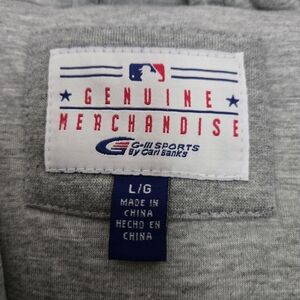 GENUINE
MERCHANDISE
G-III SPORTS
By Carl Banks
L/G
MADE IN
CHINA
HECHO EN
CHINA